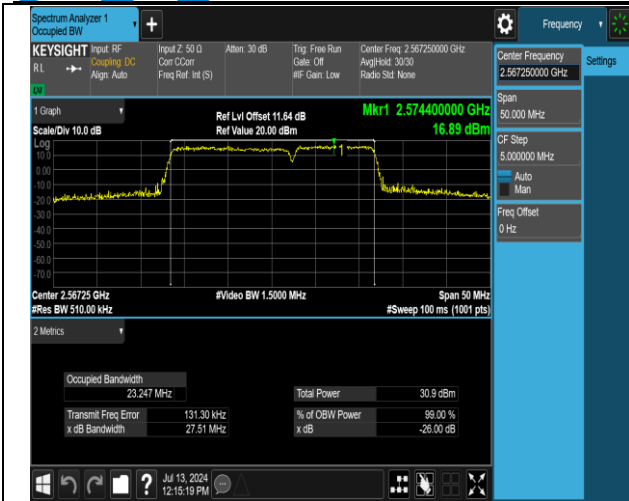 Spectrum Analyzer 1
Occupied BW
+
Frequency
KEYSIGHT
RL
LXI
Input: RF
Coupling: DC
Align: Auto
Input Z: 50 Ω
Corr CCorr
Freq Ref: Int (S)
Atten: 30 dB
Trig: Free Run
Gate: Off
#IF Gain: Low
Center Freq: 2.567250000 GHz
Avg|Hold: 30/30
Radio Std: None
Center Frequency
2.567250000 GHz
Settings
Span
50.000 MHz
CF Step
5.000000 MHz
Auto
Man
Freq Offset
0 Hz
1 Graph
Scale/Div 10.0 dB
Ref Lvl Offset 11.64 dB
Ref Value 20.00 dBm
Mkr1 2.574400000 GHz
16.89 dBm
Log
10.0
0.00
-10.0
-20.0
-30.0
-40.0
-50.0
-60.0
-70.0
1
Center 2.56725 GHz
#Res BW 510.00 kHz
#Video BW 1.5000 MHz
Span 50 MHz
#Sweep 100 ms (1001 pts)
2 Metrics
Occupied Bandwidth
23.247 MHz
Total Power 30.9 dBm
Transmit Freq Error 131.30 kHz
% of OBW Power 99.00 %
x dB Bandwidth 27.51 MHz
x dB -26.00 dB
?
Jul 13, 2024
12:15:19 PM